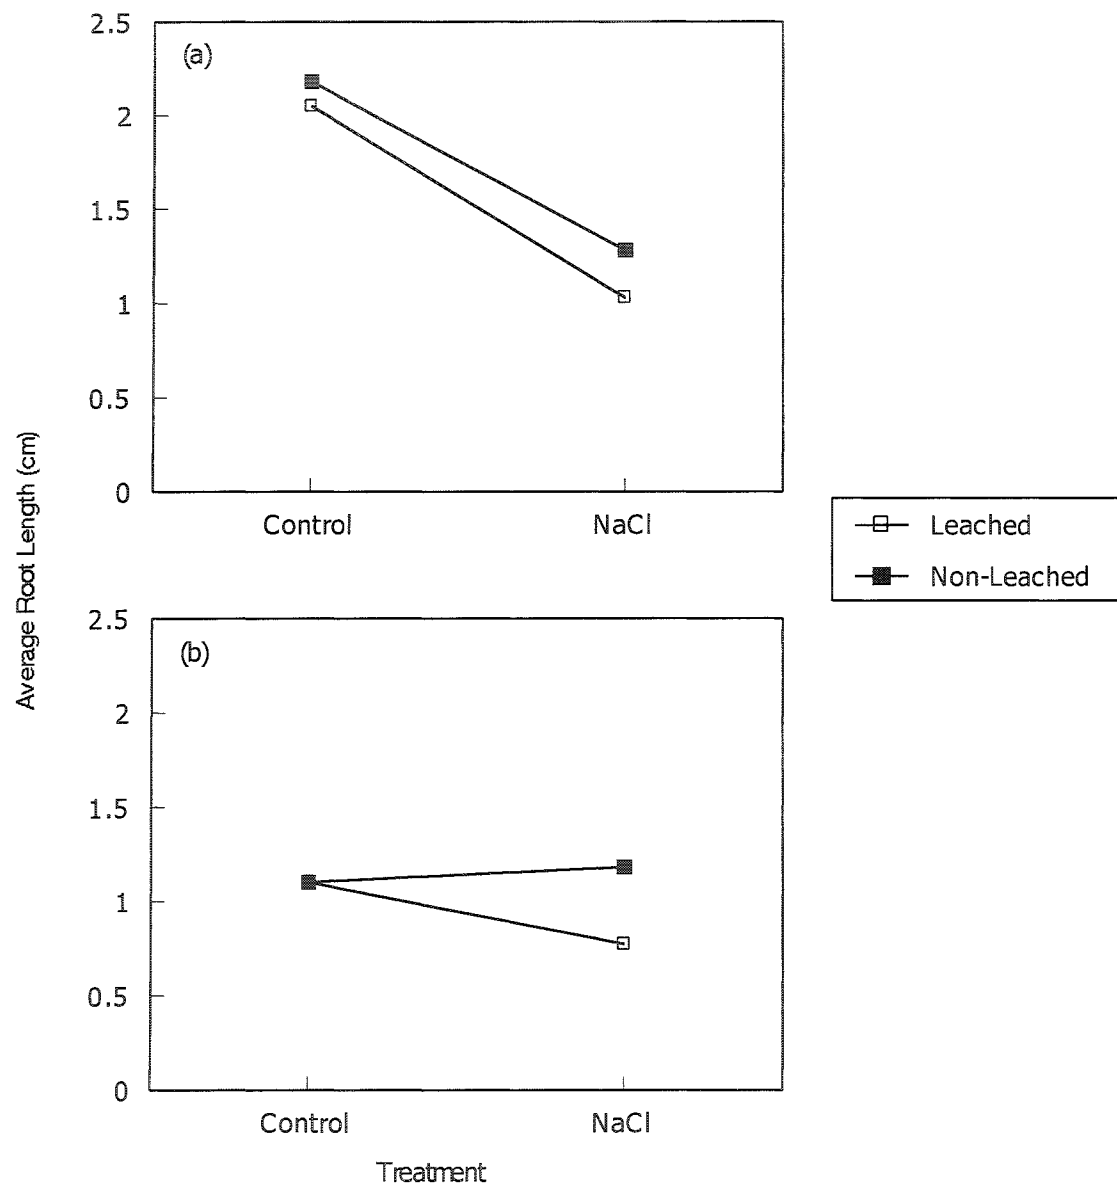 2.5
(a)
2
1.5
1
0.5
0
Control NaCl
Average Root Length (cm)
Leached
Non-Leached
2.5
(b)
2
1.5
1
0.5
0
Control NaCl
Treatment